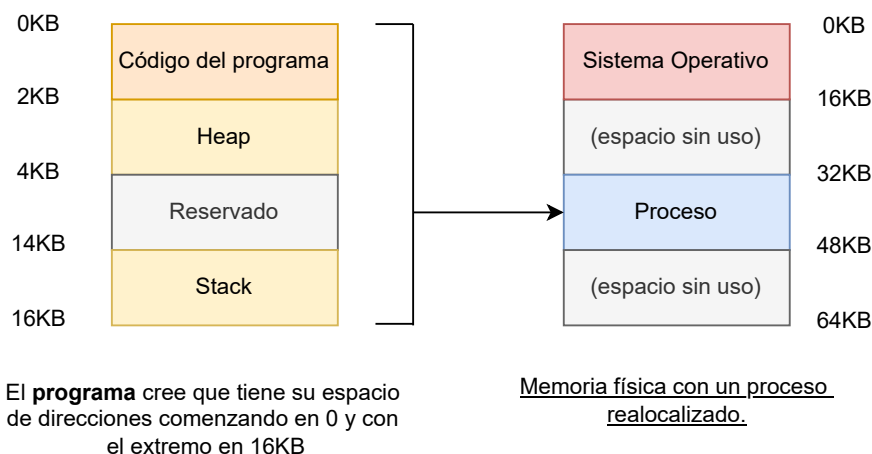 0KB
Código del programa
2KB
Heap
4KB
Reservado
14KB
Stack
16KB
0KB
Sistema Operativo
16KB
(espacio sin uso)
32KB
Proceso
48KB
(espacio sin uso)
64KB
El programa cree que tiene su espacio
de direcciones comenzando en 0 y con
el extremo en 16KB
Memoria física con un proceso
realocalizado.